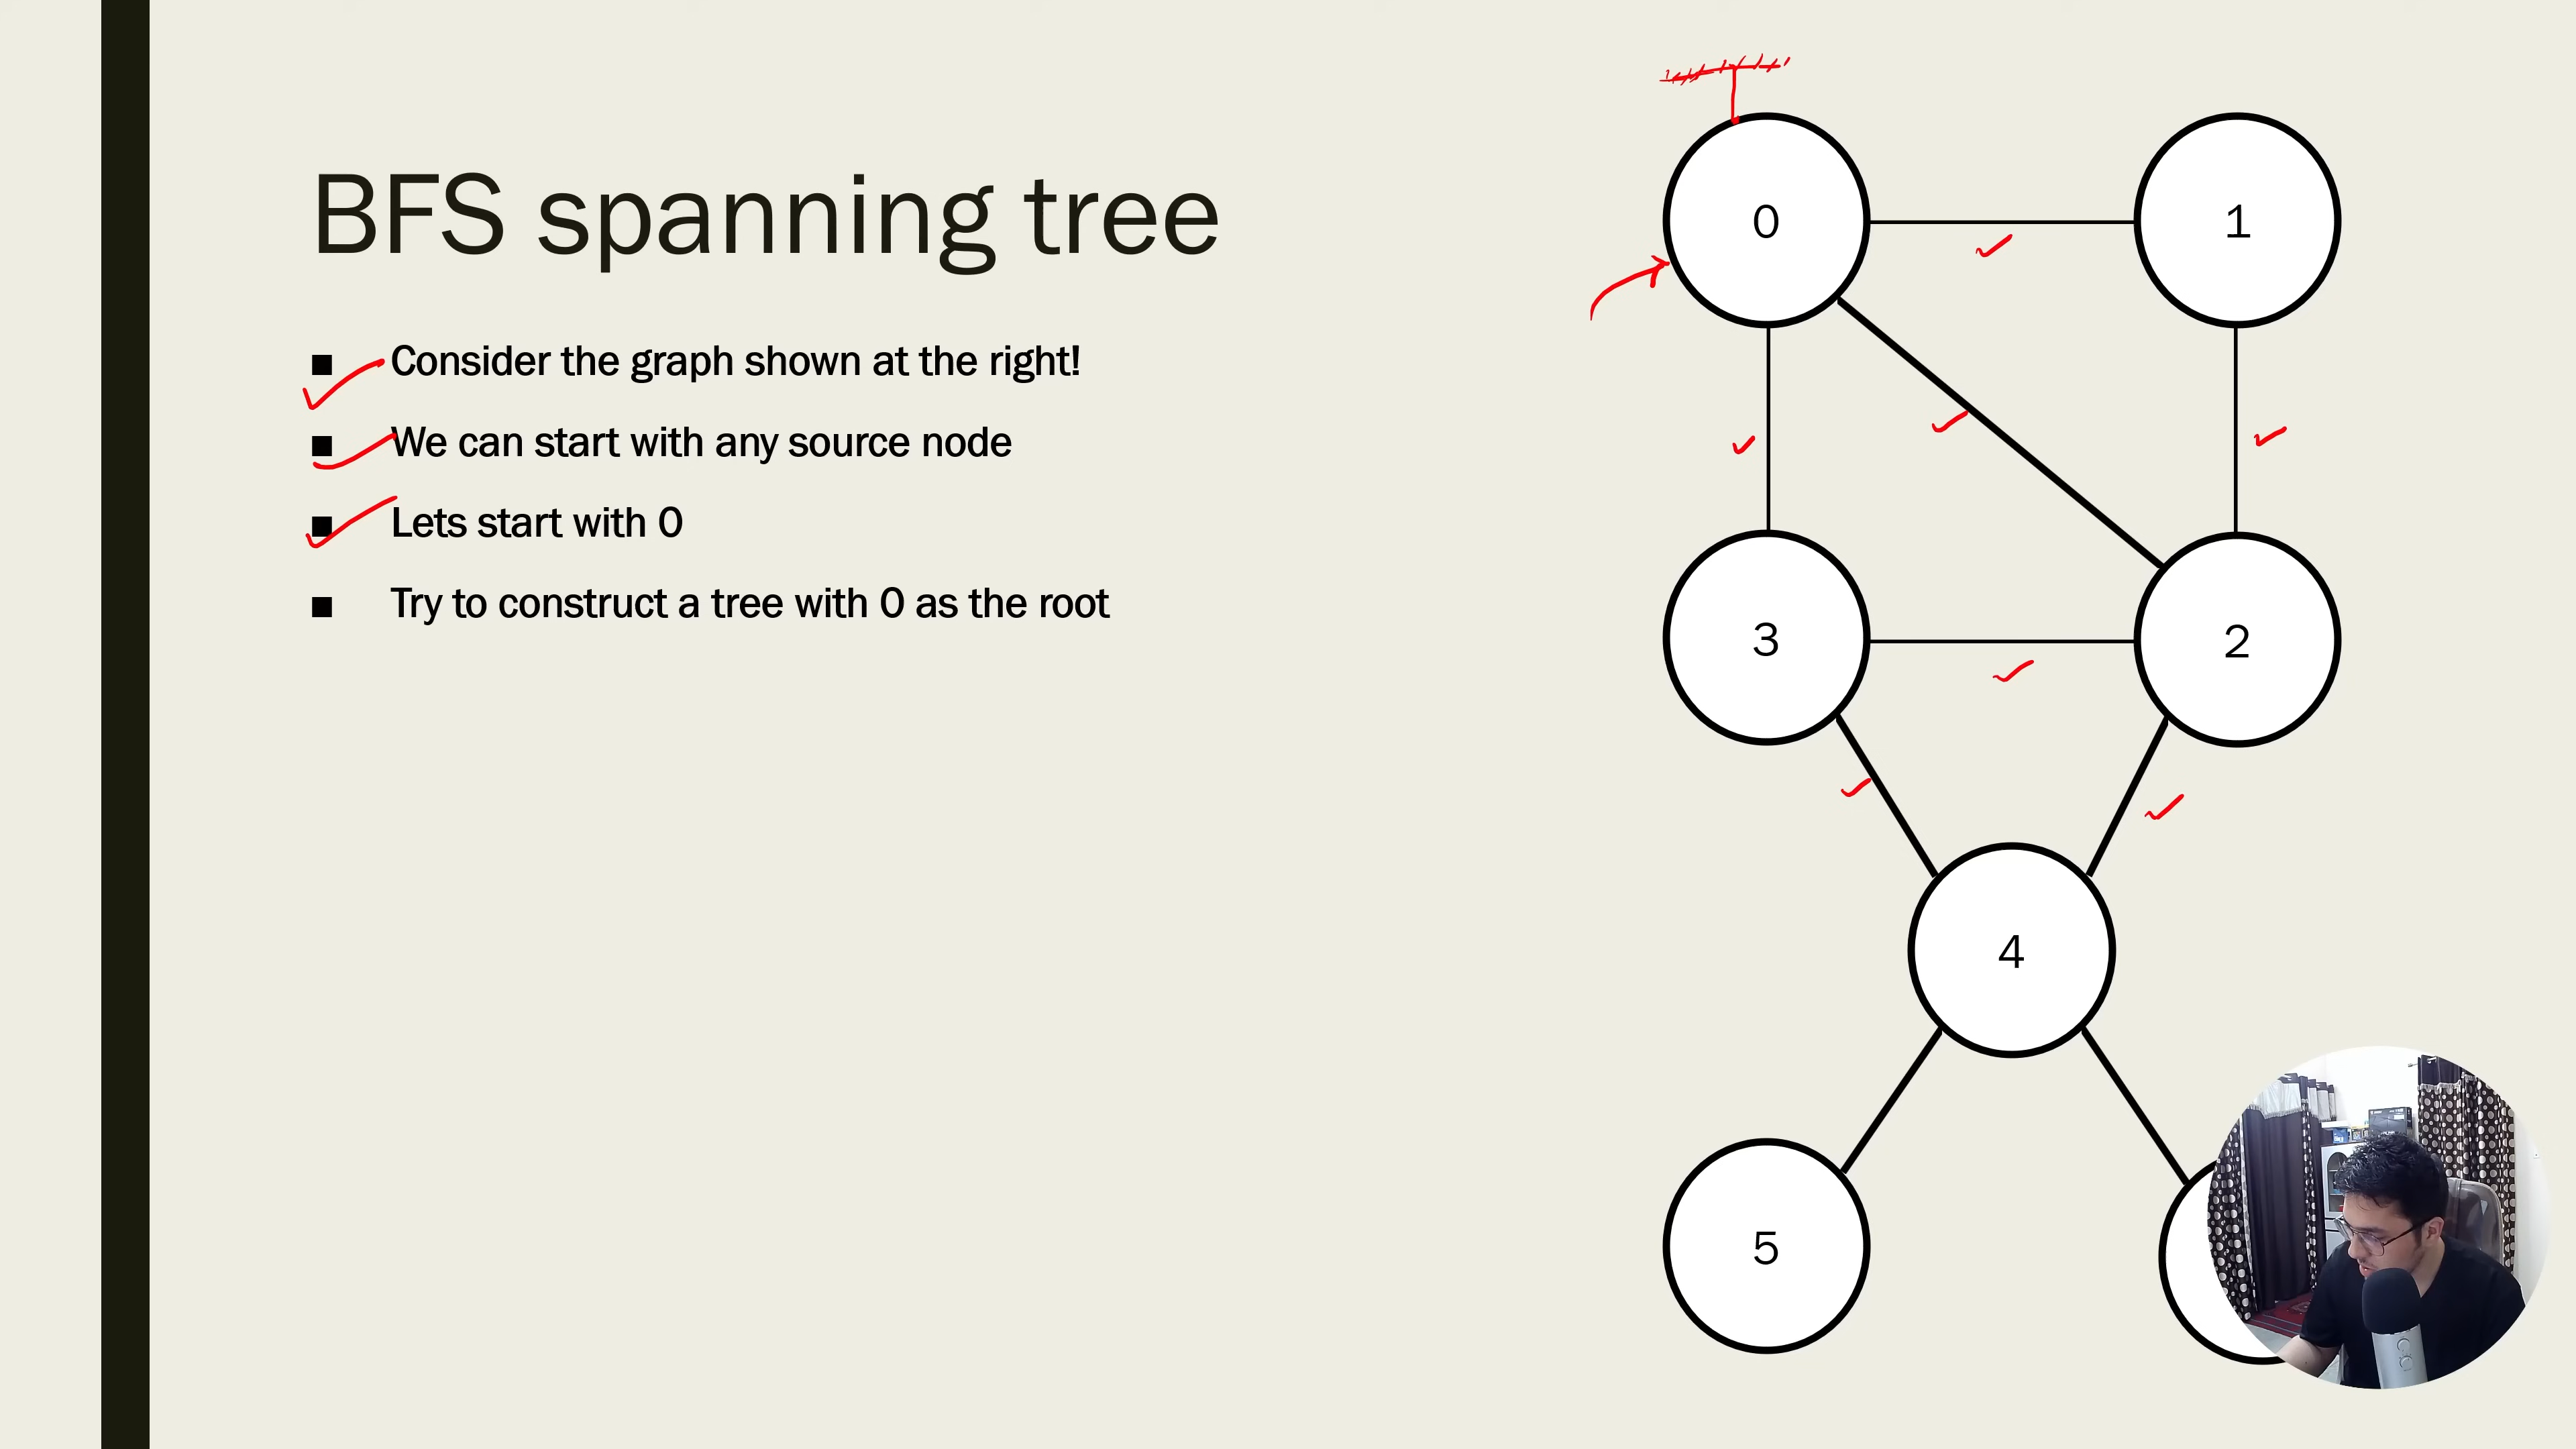 BFS spanning tree
■ Consider the graph shown at the right!
■ We can start with any source node
■ Lets start with 0
■ Try to construct a tree with 0 as the root
0
1
3
2
4
5